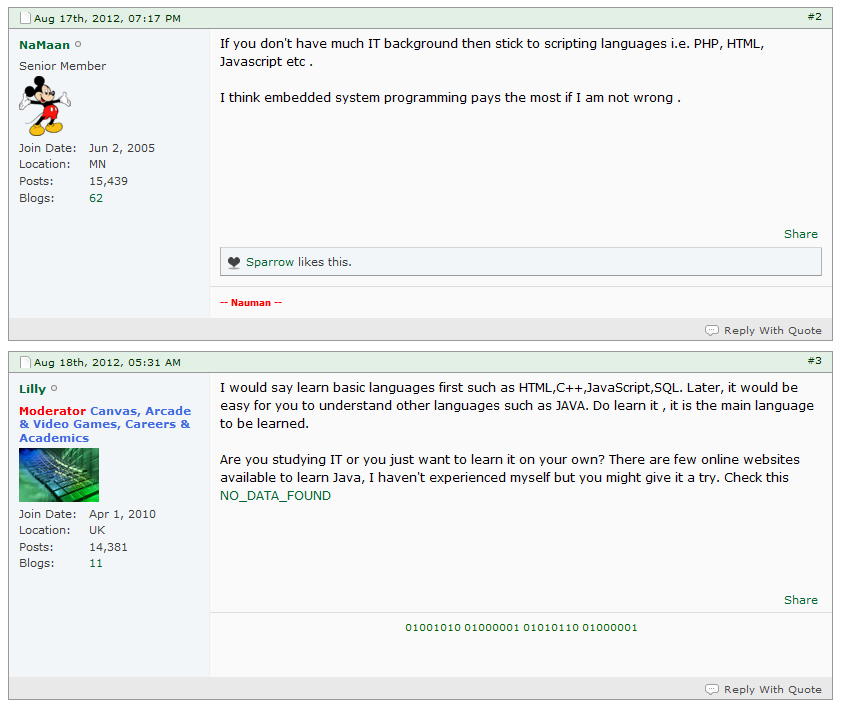 Aug 17th, 2012, 07:17 PM #2
NaMaan
Senior Member
Join Date: Jun 2, 2005
Location: MN
Posts: 15,439
Blogs: 62
If you don't have much IT background then stick to scripting languages i.e. PHP, HTML,
Javascript etc .
I think embedded system programming pays the most if I am not wrong .
Share
Sparrow likes this.
-- Nauman --
Reply With Quote
Aug 18th, 2012, 05:31 AM #3
Lilly
Moderator Canvas, Arcade
& Video Games, Careers &
Academics
Join Date: Apr 1, 2010
Location: UK
Posts: 14,381
Blogs: 11
I would say learn basic languages first such as HTML,C++,JavaScript,SQL. Later, it would be
easy for you to understand other languages such as JAVA. Do learn it , it is the main language
to be learned.
Are you studying IT or you just want to learn it on your own? There are few online websites
available to learn Java, I haven't experienced myself but you might give it a try. Check this
NO_DATA_FOUND
Share
01001010 01000001 01010110 01000001
Reply With Quote